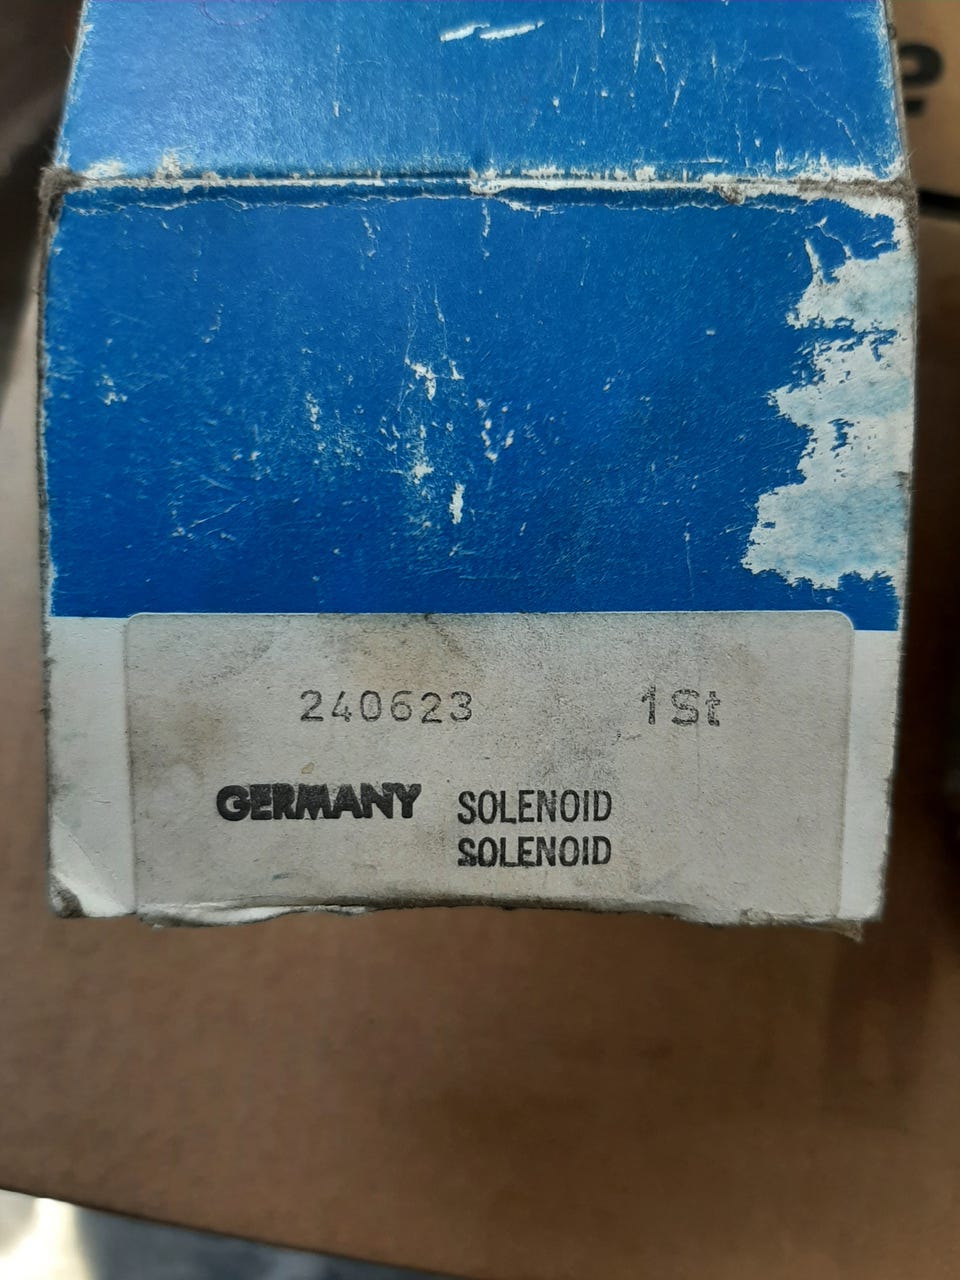 240623 1St
GERMANY SOLENOID
SOLENOID